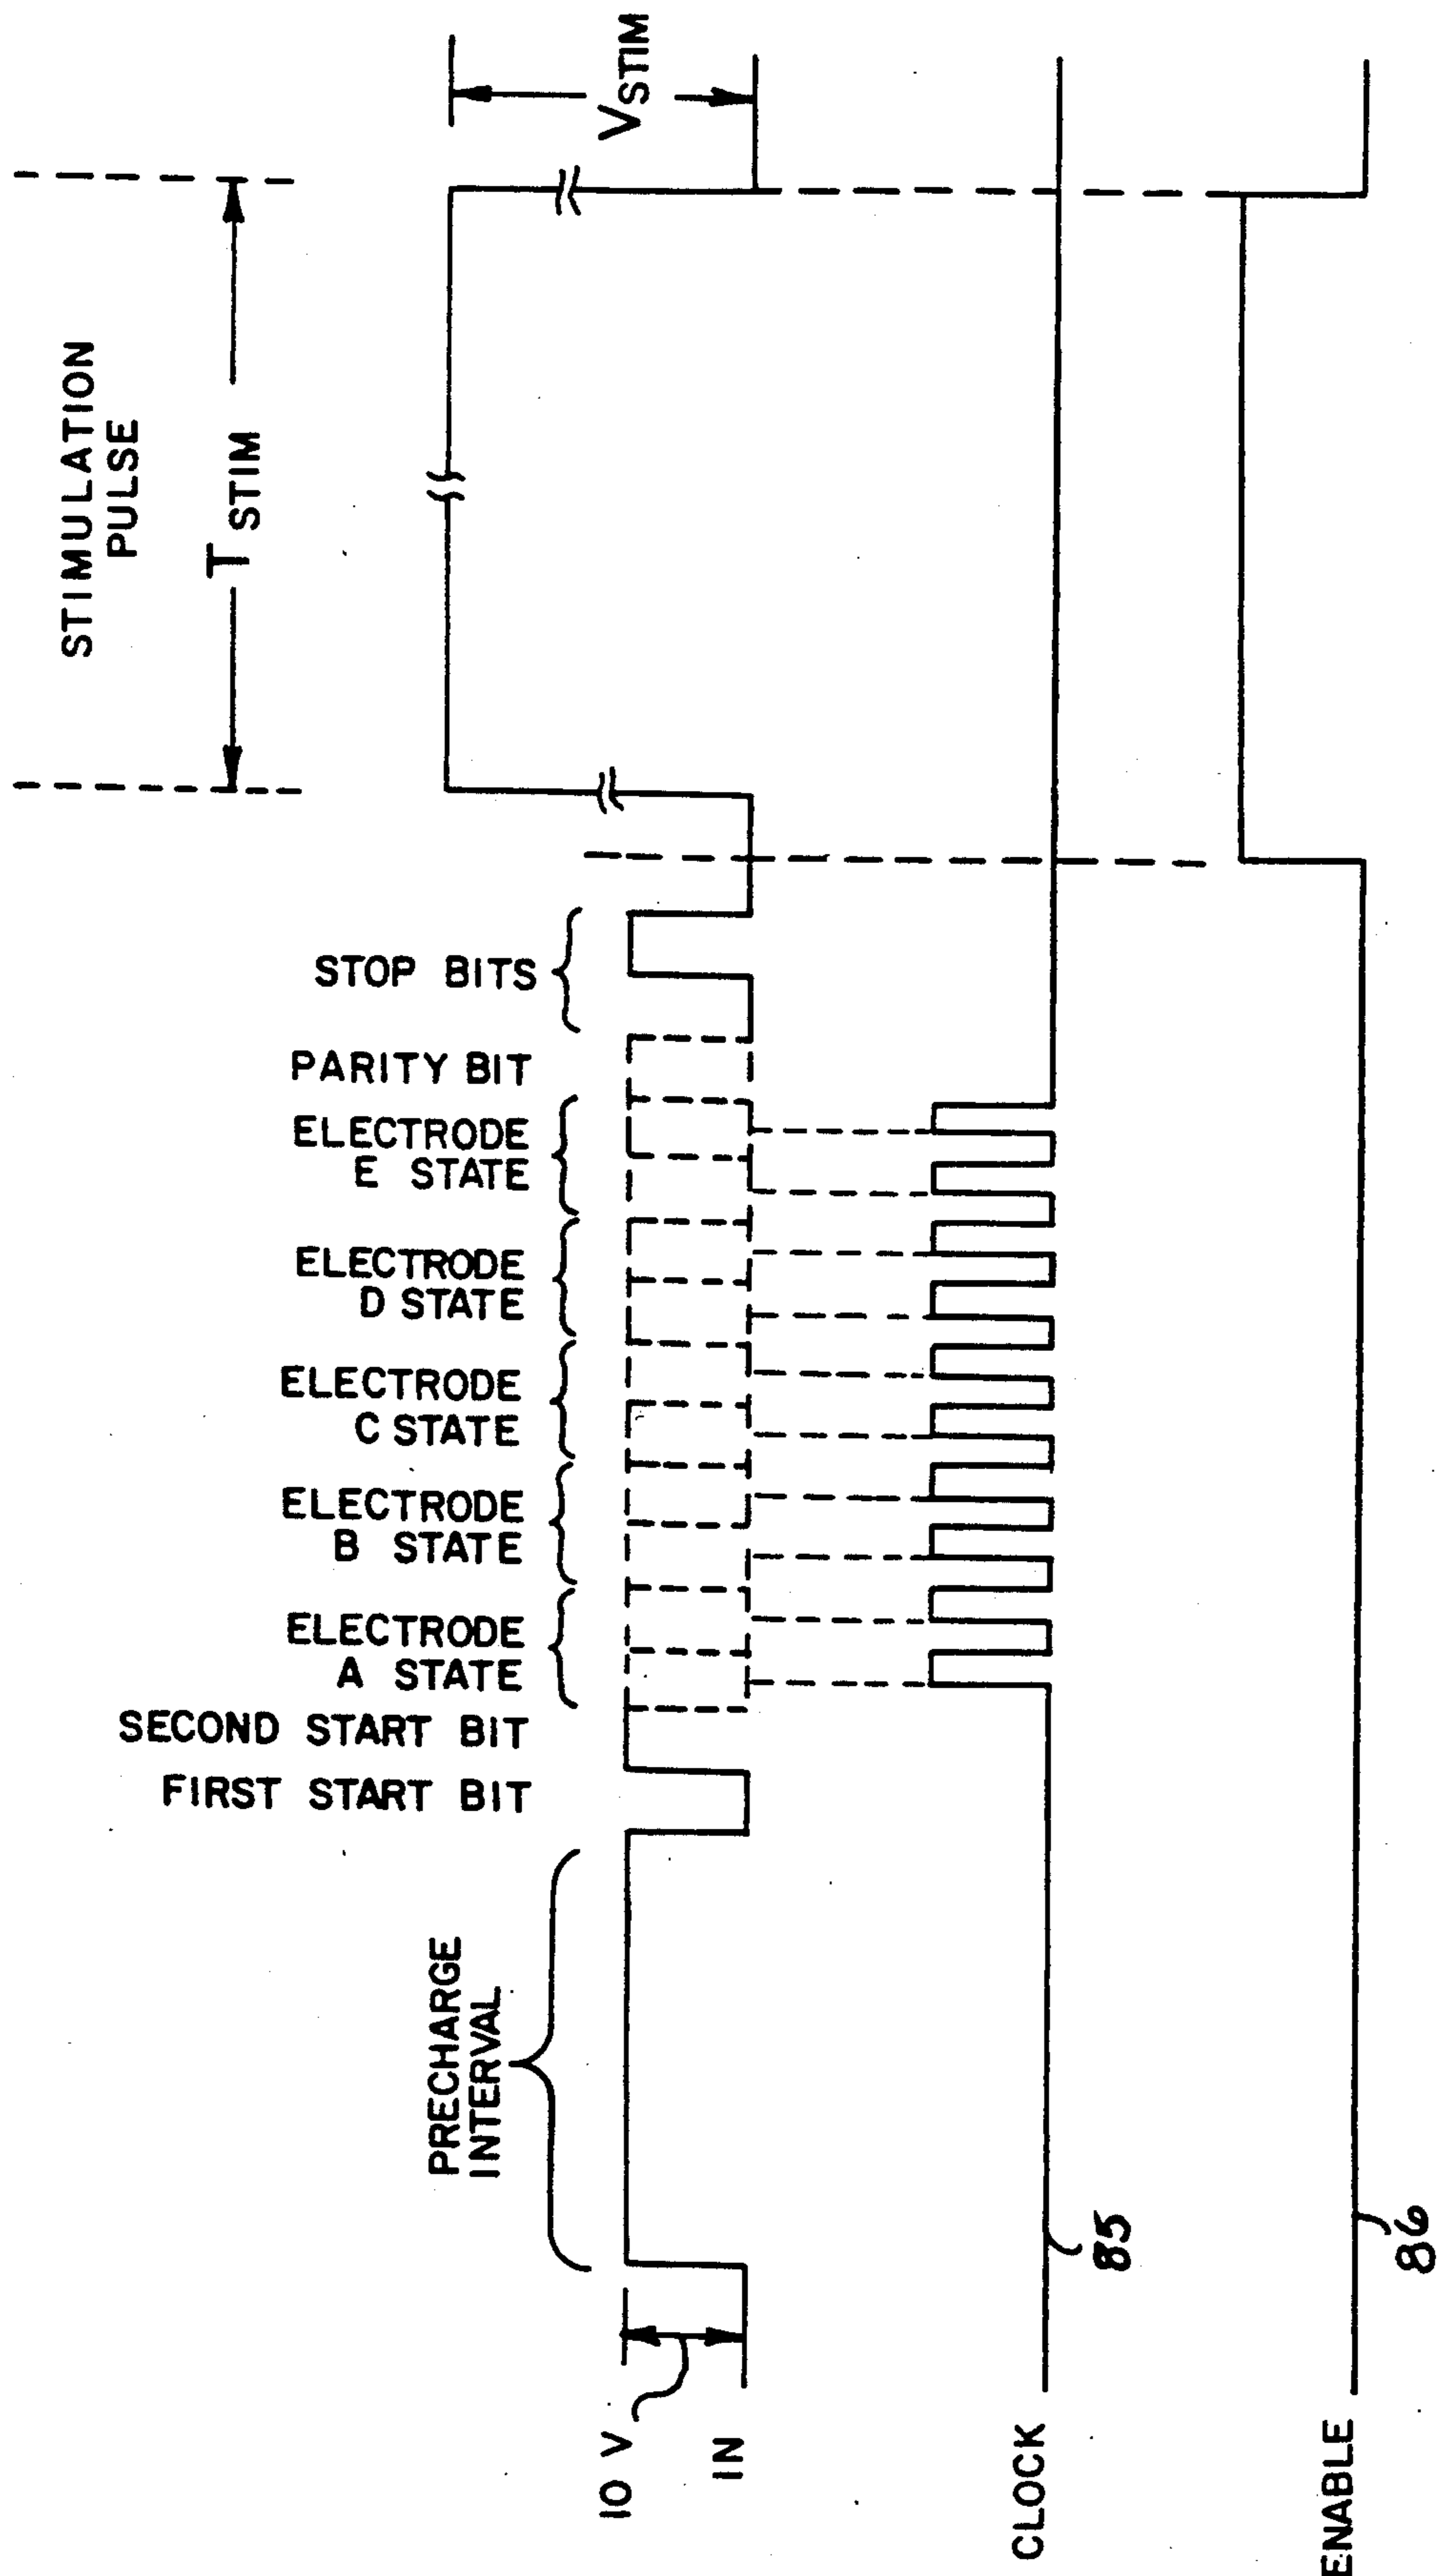 STIMULATION
PULSE
T STIM
V STIM
STOP BITS
PARITY BIT
ELECTRODE
E STATE
ELECTRODE
D STATE
ELECTRODE
C STATE
ELECTRODE
B STATE
ELECTRODE
A STATE
SECOND START BIT
FIRST START BIT
PRECHARGE
INTERVAL
10 V
IN
CLOCK
85
ENABLE
86